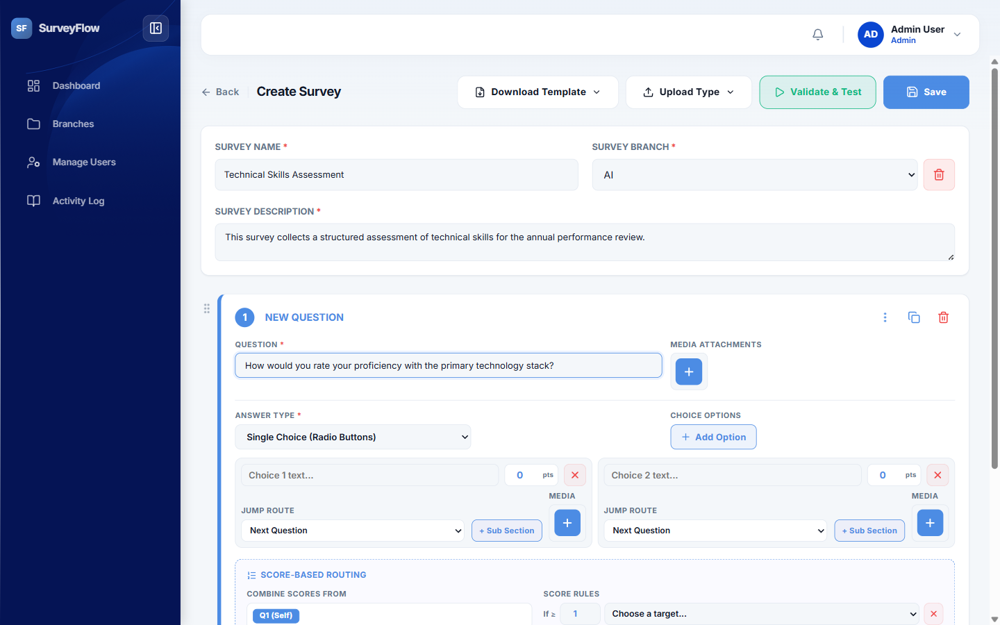 SF SurveyFlow
Dashboard
Branches
Manage Users
Activity Log
AD Admin User
Admin
Back Create Survey Download Template Upload Type Validate & Test Save
SURVEY NAME * SURVEY BRANCH *
Technical Skills Assessment AI
SURVEY DESCRIPTION *
This survey collects a structured assessment of technical skills for the annual performance review.
1 NEW QUESTION
QUESTION * MEDIA ATTACHMENTS
How would you rate your proficiency with the primary technology stack?
ANSWER TYPE * CHOICE OPTIONS
Single Choice (Radio Buttons) + Add Option
Choice 1 text... 0 pts Choice 2 text... 0 pts
MEDIA MEDIA
JUMP ROUTE JUMP ROUTE
Next Question + Sub Section + Next Question + Sub Section +
SCORE-BASED ROUTING
COMBINE SCORES FROM SCORE RULES
Q1 (Self) If ≥ 1 Choose a target...